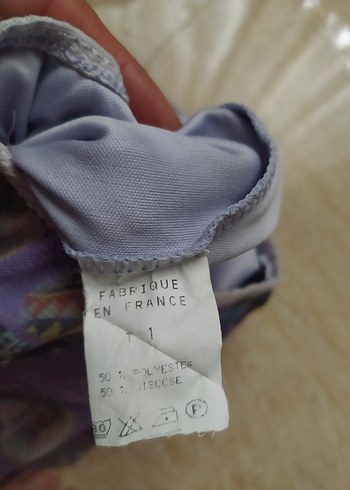 FABRIQUE
EN FRANCE
T 1
50 % POLYESTER
50 % VISCOSE
P